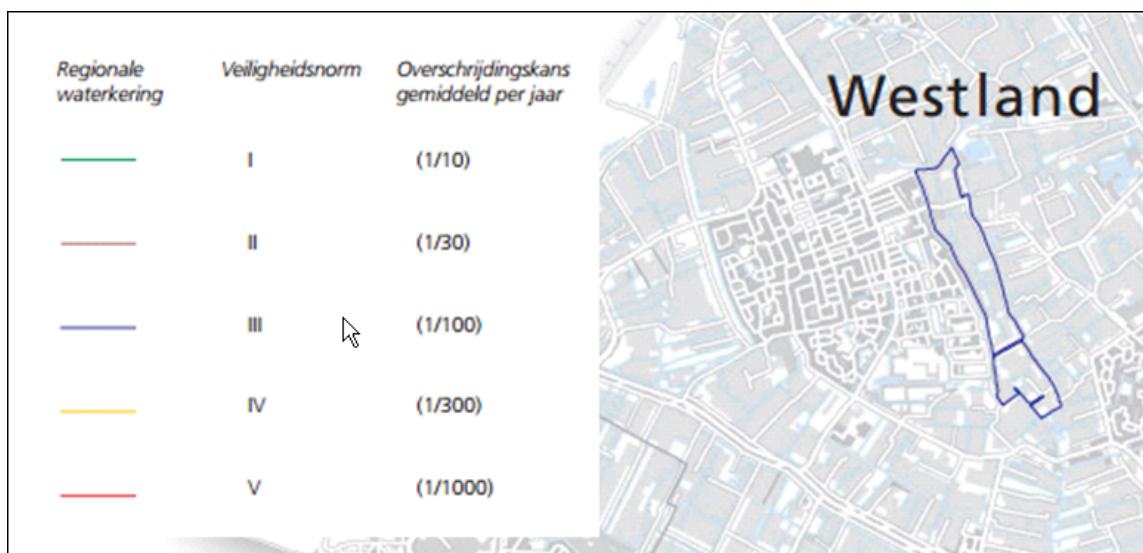 Regionale
waterkering
Veiligheidsnorm
Overschrijdingskans
gemiddeld per jaar
I
(1/10)
II
(1/30)
III
(1/100)
IV
(1/300)
V
(1/1000)
Westland